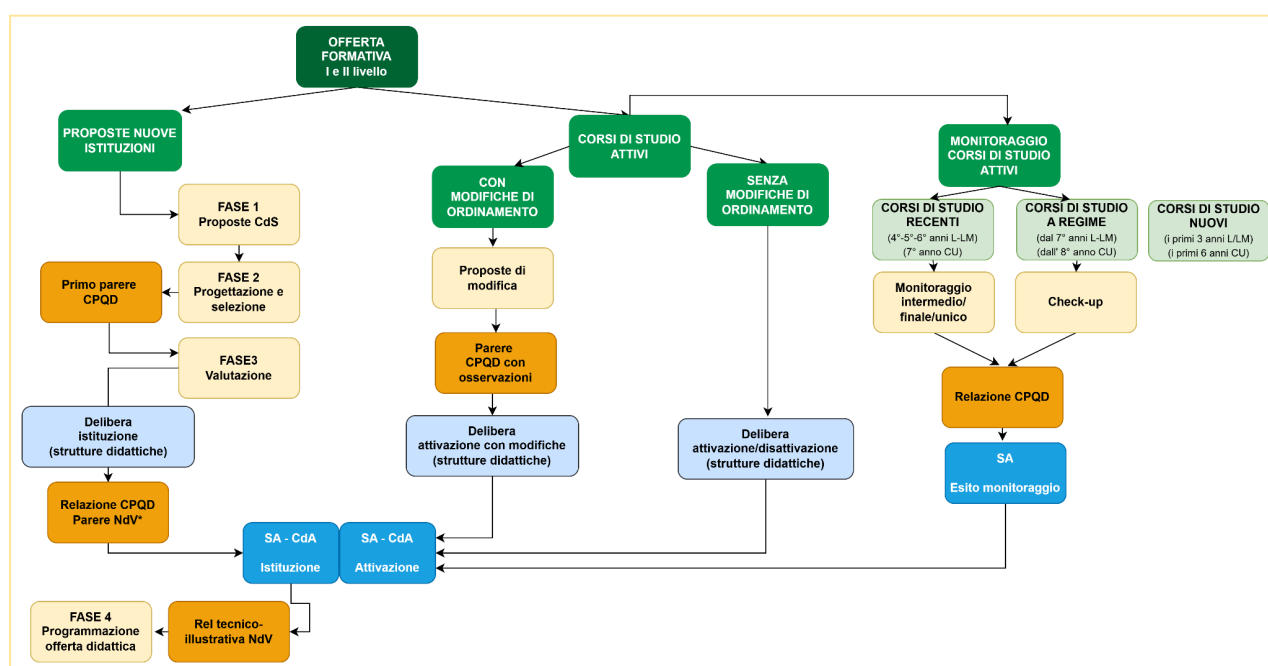 OFFERTA
FORMATIVA
I e II livello
PROPOSTE NUOVE
ISTITUZIONI
CORSI DI STUDIO
ATTIVI
MONITORAGGIO
CORSI DI STUDIO
ATTIVI
CON
MODIFICHE DI
ORDINAMENTO
SENZA
MODIFICHE DI
ORDINAMENTO
FASE 1
Proposte CdS
CORSI DI STUDIO
RECENTI
(4°-5°-6° anni L-LM)
(7° anno CU)
CORSI DI STUDIO
A REGIME
(dal 7° anni L-LM)
(dall' 8° anno CU)
CORSI DI STUDIO
NUOVI
(i primi 3 anni L/LM)
(i primi 6 anni CU)
Primo parere
CPQD
FASE 2
Progettazione e
selezione
Proposte di
modifica
Monitoraggio
intermedio/
finale/unico
Check-up
FASE3
Valutazione
Parere
CPQD con
osservazioni
Relazione CPQD
Delibera
istituzione
(strutture didattiche)
Delibera
attivazione con modifiche
(strutture didattiche)
Delibera
attivazione/disattivazione
(strutture didattiche)
SA
Esito monitoraggio
Relazione CPQD
Parere NdV*
SA - CdA
Istituzione
SA - CdA
Attivazione
FASE 4
Programmazione
offerta didattica
Rel tecnico-
illustrativa NdV